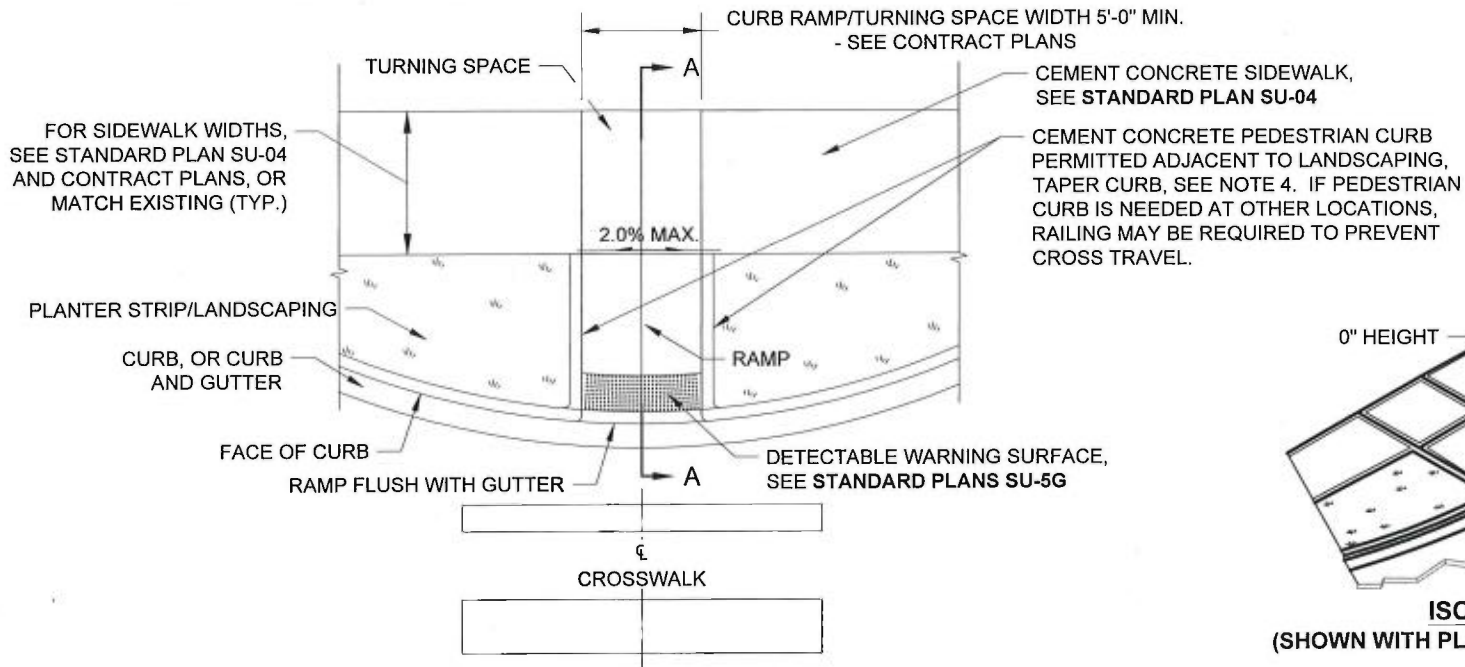 CURB RAMP/TURNING SPACE WIDTH 5'-0" MIN.
- SEE CONTRACT PLANS
TURNING SPACE
A
CEMENT CONCRETE SIDEWALK,
SEE STANDARD PLAN SU-04
FOR SIDEWALK WIDTHS,
SEE STANDARD PLAN SU-04
AND CONTRACT PLANS, OR
MATCH EXISTING (TYP.)
CEMENT CONCRETE PEDESTRIAN CURB
PERMITTED ADJACENT TO LANDSCAPING,
TAPER CURB, SEE NOTE 4. IF PEDESTRIAN
CURB IS NEEDED AT OTHER LOCATIONS,
RAILING MAY BE REQUIRED TO PREVENT
CROSS TRAVEL.
2.0% MAX.
PLANTER STRIP/LANDSCAPING
0" HEIGHT
CURB, OR CURB
AND GUTTER
RAMP
FACE OF CURB
RAMP FLUSH WITH GUTTER
A
DETECTABLE WARNING SURFACE,
SEE STANDARD PLANS SU-5G
℄
CROSSWALK
ISO
(SHOWN WITH PL